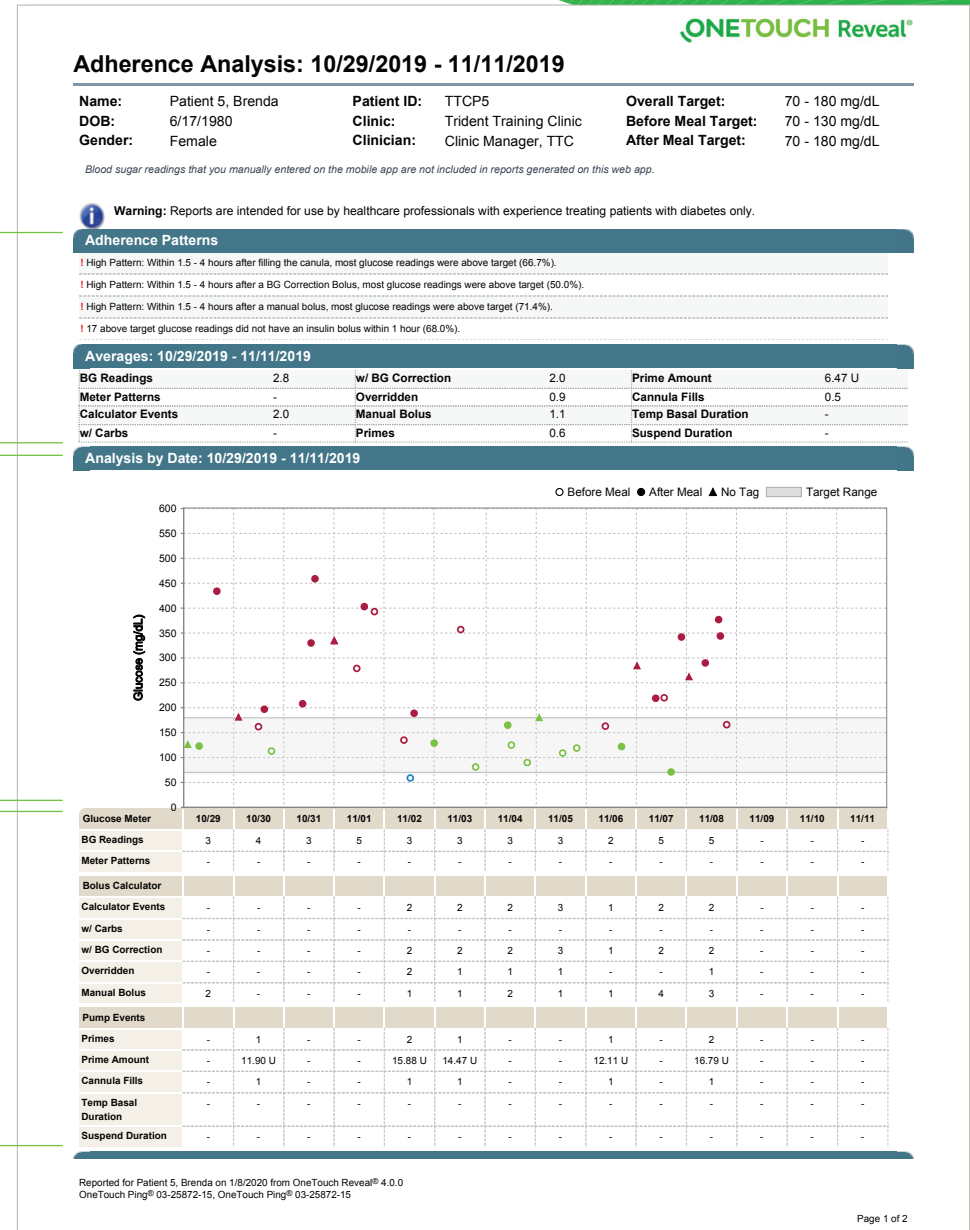 ONETOUCH Reveal®
Adherence Analysis: 10/29/2019 - 11/11/2019
Name: Patient 5, Brenda Patient ID: TTCP5 Overall Target: 70 - 180 mg/dL
DOB: 6/17/1980 Clinic: Trident Training Clinic Before Meal Target: 70 - 130 mg/dL
Gender: Female Clinician: Clinic Manager, TTC After Meal Target: 70 - 180 mg/dL
Blood sugar readings that you manually entered on the mobile app are not included in reports generated on this web app.
i Warning: Reports are intended for use by healthcare professionals with experience treating patients with diabetes only.
Adherence Patterns
! High Pattern: Within 1.5 - 4 hours after filling the canula, most glucose readings were above target (66.7%).
! High Pattern: Within 1.5 - 4 hours after a BG Correction Bolus, most glucose readings were above target (50.0%).
! High Pattern: Within 1.5 - 4 hours after a manual bolus, most glucose readings were above target (71.4%).
! 17 above target glucose readings did not have an insulin bolus within 1 hour (68.0%).
Averages: 10/29/2019 - 11/11/2019
BG Readings 2.8 w/ BG Correction 2.0 Prime Amount 6.47 U
Meter Patterns - Overridden 0.9 Cannula Fills 0.5
Calculator Events 2.0 Manual Bolus 1.1 Temp Basal Duration -
w/ Carbs - Primes 0.6 Suspend Duration -
Analysis by Date: 10/29/2019 - 11/11/2019
Before Meal After Meal No Tag Target Range
600
550
500
450
400
350
300
250
200
150
100
50
0
Glucose (mg/dL)
Glucose Meter 10/29 10/30 10/31 11/01 11/02 11/03 11/04 11/05 11/06 11/07 11/08 11/09 11/10 11/11
BG Readings 3 4 3 5 3 3 3 3 2 5 5 - - -
Meter Patterns - - - - - - - - - - - - - -
Bolus Calculator
Calculator Events - - - - 2 2 2 3 1 2 2 - - -
w/ Carbs - - - - - - - - - - - - - -
w/ BG Correction - - - - 2 2 2 3 1 2 2 - - -
Overridden - - - - 2 1 1 1 - - 1 - - -
Manual Bolus 2 - - - 1 1 2 1 1 4 3 - - -
Pump Events
Primes - 1 - - 2 1 - - 1 - 2 - - -
Prime Amount - 11.90 U - - 15.88 U 14.47 U - - 12.11 U - 16.79 U - - -
Cannula Fills - 1 - - 1 1 - - 1 - 1 - - -
Temp Basal
Duration - - - - - - - - - - - - - -
Suspend Duration - - - - - - - - - - - - - -
Reported for Patient 5, Brenda on 1/8/2020 from OneTouch Reveal® 4.0.0
OneTouch Ping® 03-25872-15, OneTouch Ping® 03-25872-15
Page 1 of 2